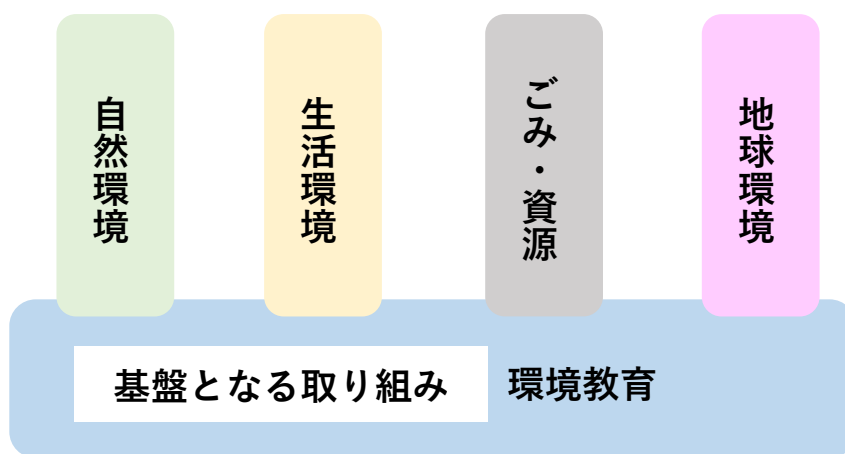 自然環境
生活環境
ごみ・資源
地球環境
基盤となる取り組み
環境教育